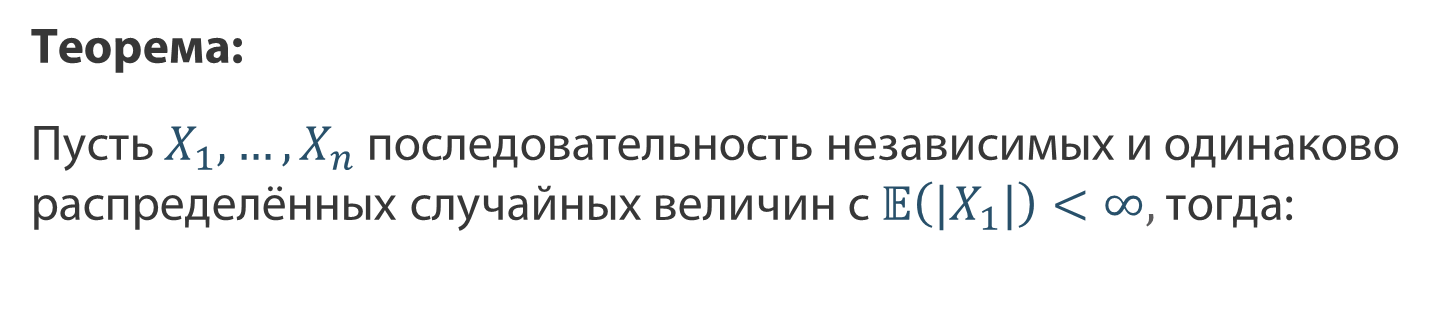 Теорема:
Пусть X₁, … , Xₙ последовательность независимых и одинаково
распределённых случайных величин с 𝔼(|X₁|) < ∞, тогда: